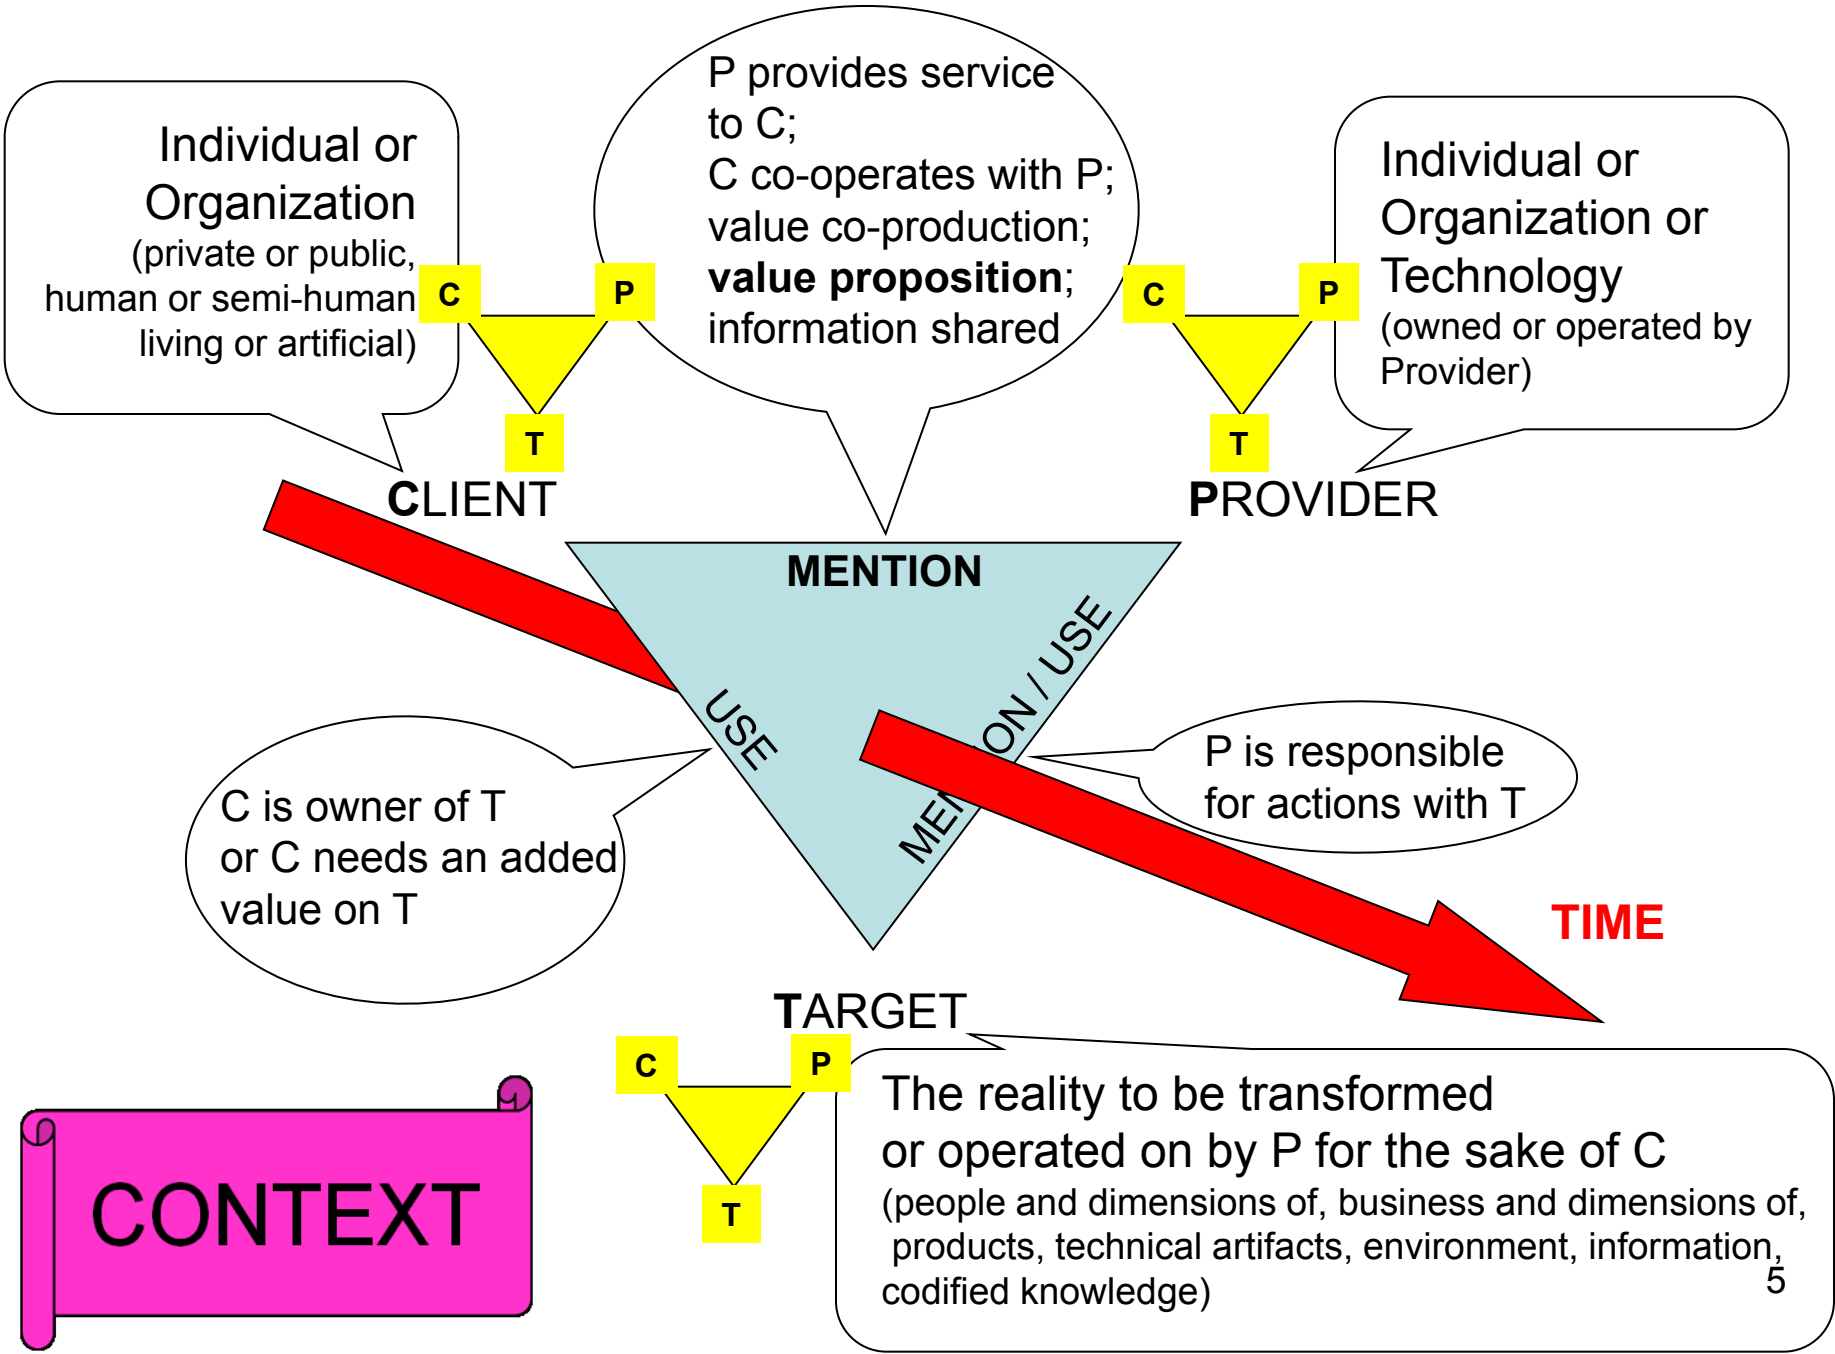 Individual or
Organization
(private or public,
human or semi-human
living or artificial)
P provides service
to C;
C co-operates with P;
value co-production;
value proposition;
information shared
Individual or
Organization or
Technology
(owned or operated by
Provider)
C
P
T
C
P
T
CLIENT
PROVIDER
MENTION
USE
MENTION / USE
C is owner of T
or C needs an added
value on T
P is responsible
for actions with T
TIME
TARGET
C
P
T
The reality to be transformed
or operated on by P for the sake of C
(people and dimensions of, business and dimensions of,
products, technical artifacts, environment, information,
codified knowledge)
CONTEXT
5